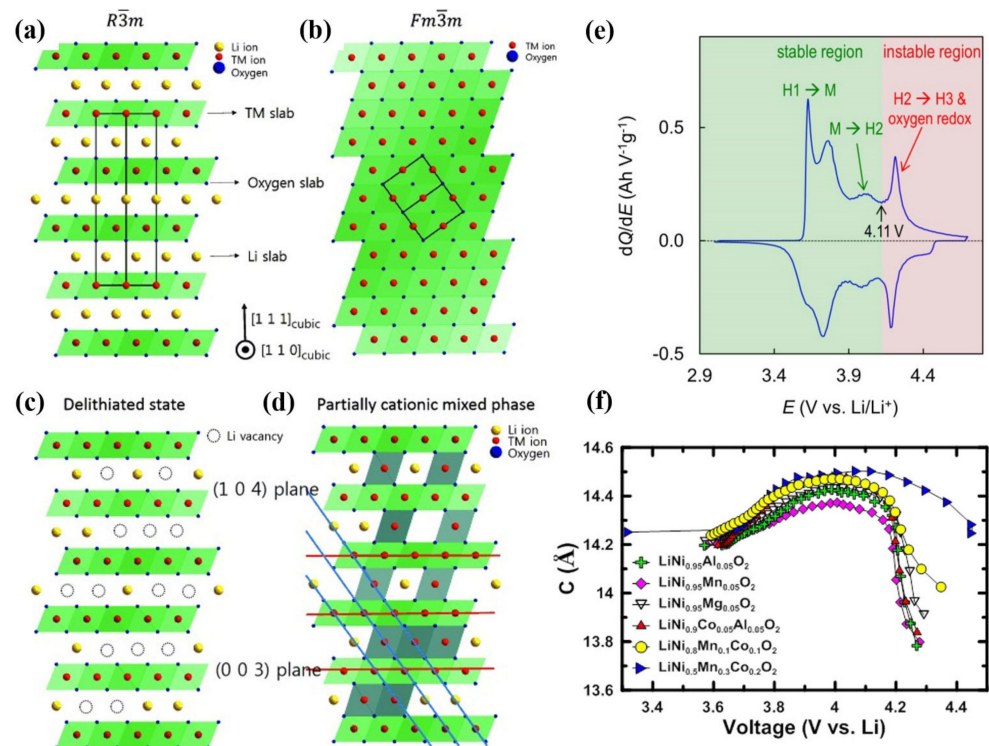 (a)
R3̅m
Li ion
TM ion
Oxygen
TM slab
Oxygen slab
Li slab
[1 1 1]cubic
[1 1 0]cubic
(b)
Fm3̅m
TM ion
Oxygen
(e)
stable region
instable region
H1 → M
M → H2
H2 → H3 &
oxygen redox
4.11 V
dQ/dE (Ah V-1g-1)
0.5
0.0
-0.5
2.9
3.4
3.9
4.4
E (V vs. Li/Li⁺)
(c)
Delithiated state
Li vacancy
(1 0 4) plane
(0 0 3) plane
(d)
Partially cationic mixed phase
Li ion
TM ion
Oxygen
(f)
C (Å)
14.6
14.4
14.2
14
13.8
13.6
LiNi0.95Al0.05O2
LiNi0.95Mn0.05O2
LiNi0.95Mg0.05O2
LiNi0.9Co0.05Al0.05O2
LiNi0.8Mn0.1Co0.1O2
LiNi0.5Mn0.3Co0.2O2
3.4
3.6
3.8
4
4.2
4.4
Voltage (V vs. Li)